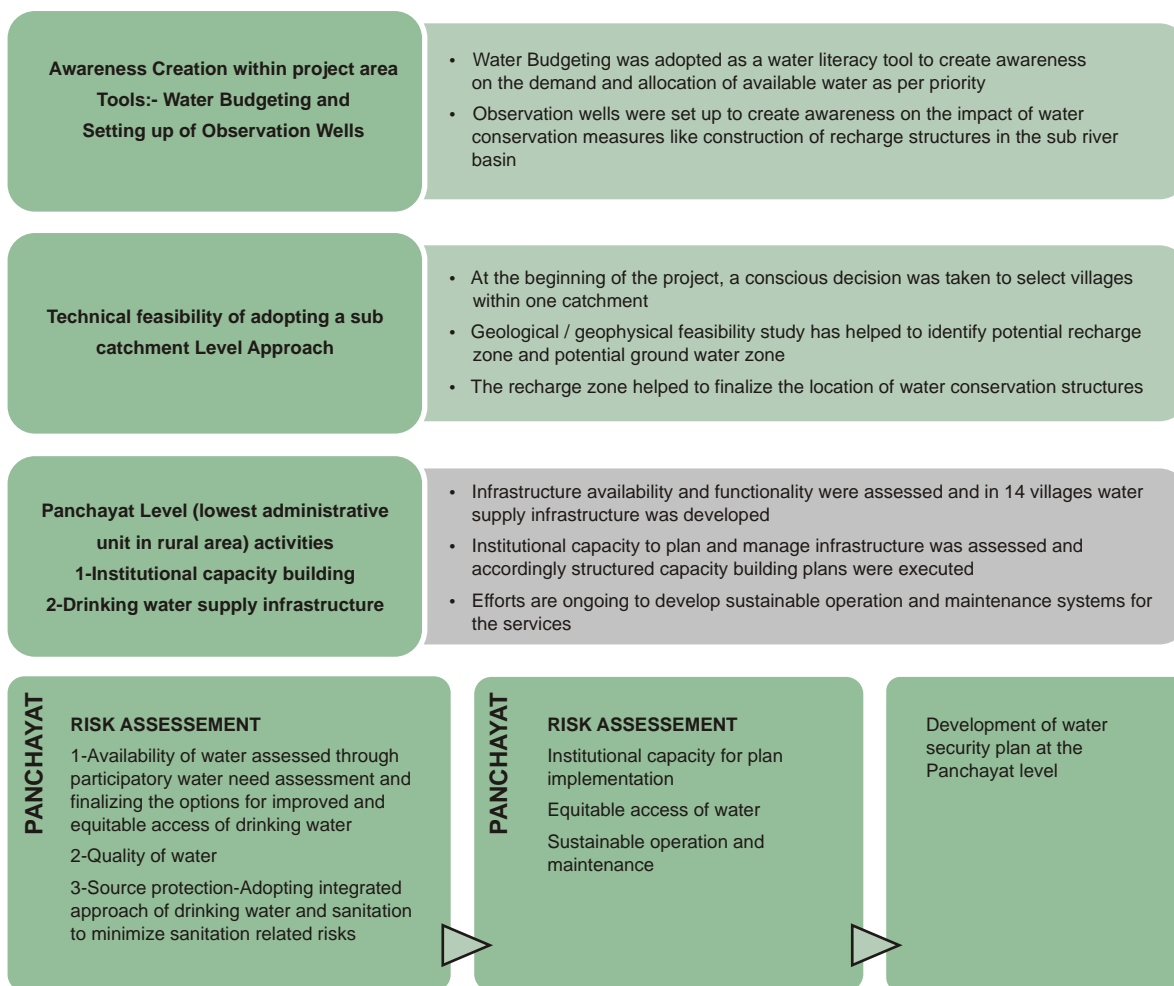 Awareness Creation within project area
Tools:- Water Budgeting and
Setting up of Observation Wells
• Water Budgeting was adopted as a water literacy tool to create awareness
on the demand and allocation of available water as per priority
• Observation wells were set up to create awareness on the impact of water
conservation measures like construction of recharge structures in the sub river
basin
Technical feasibility of adopting a sub
catchment Level Approach
• At the beginning of the project, a conscious decision was taken to select villages
within one catchment
• Geological / geophysical feasibility study has helped to identify potential recharge
zone and potential ground water zone
• The recharge zone helped to finalize the location of water conservation structures
Panchayat Level (lowest administrative
unit in rural area) activities
1-Institutional capacity building
2-Drinking water supply infrastructure
• Infrastructure availability and functionality were assessed and in 14 villages water
supply infrastructure was developed
• Institutional capacity to plan and manage infrastructure was assessed and
accordingly structured capacity building plans were executed
• Efforts are ongoing to develop sustainable operation and maintenance systems for
the services
PANCHAYAT
RISK ASSESSEMENT
1-Availability of water assessed through
participatory water need assessment and
finalizing the options for improved and
equitable access of drinking water
2-Quality of water
3-Source protection-Adopting integrated
approach of drinking water and sanitation
to minimize sanitation related risks
PANCHAYAT
RISK ASSESSEMENT
Institutional capacity for plan
implementation
Equitable access of water
Sustainable operation and
maintenance
Development of water
security plan at the
Panchayat level